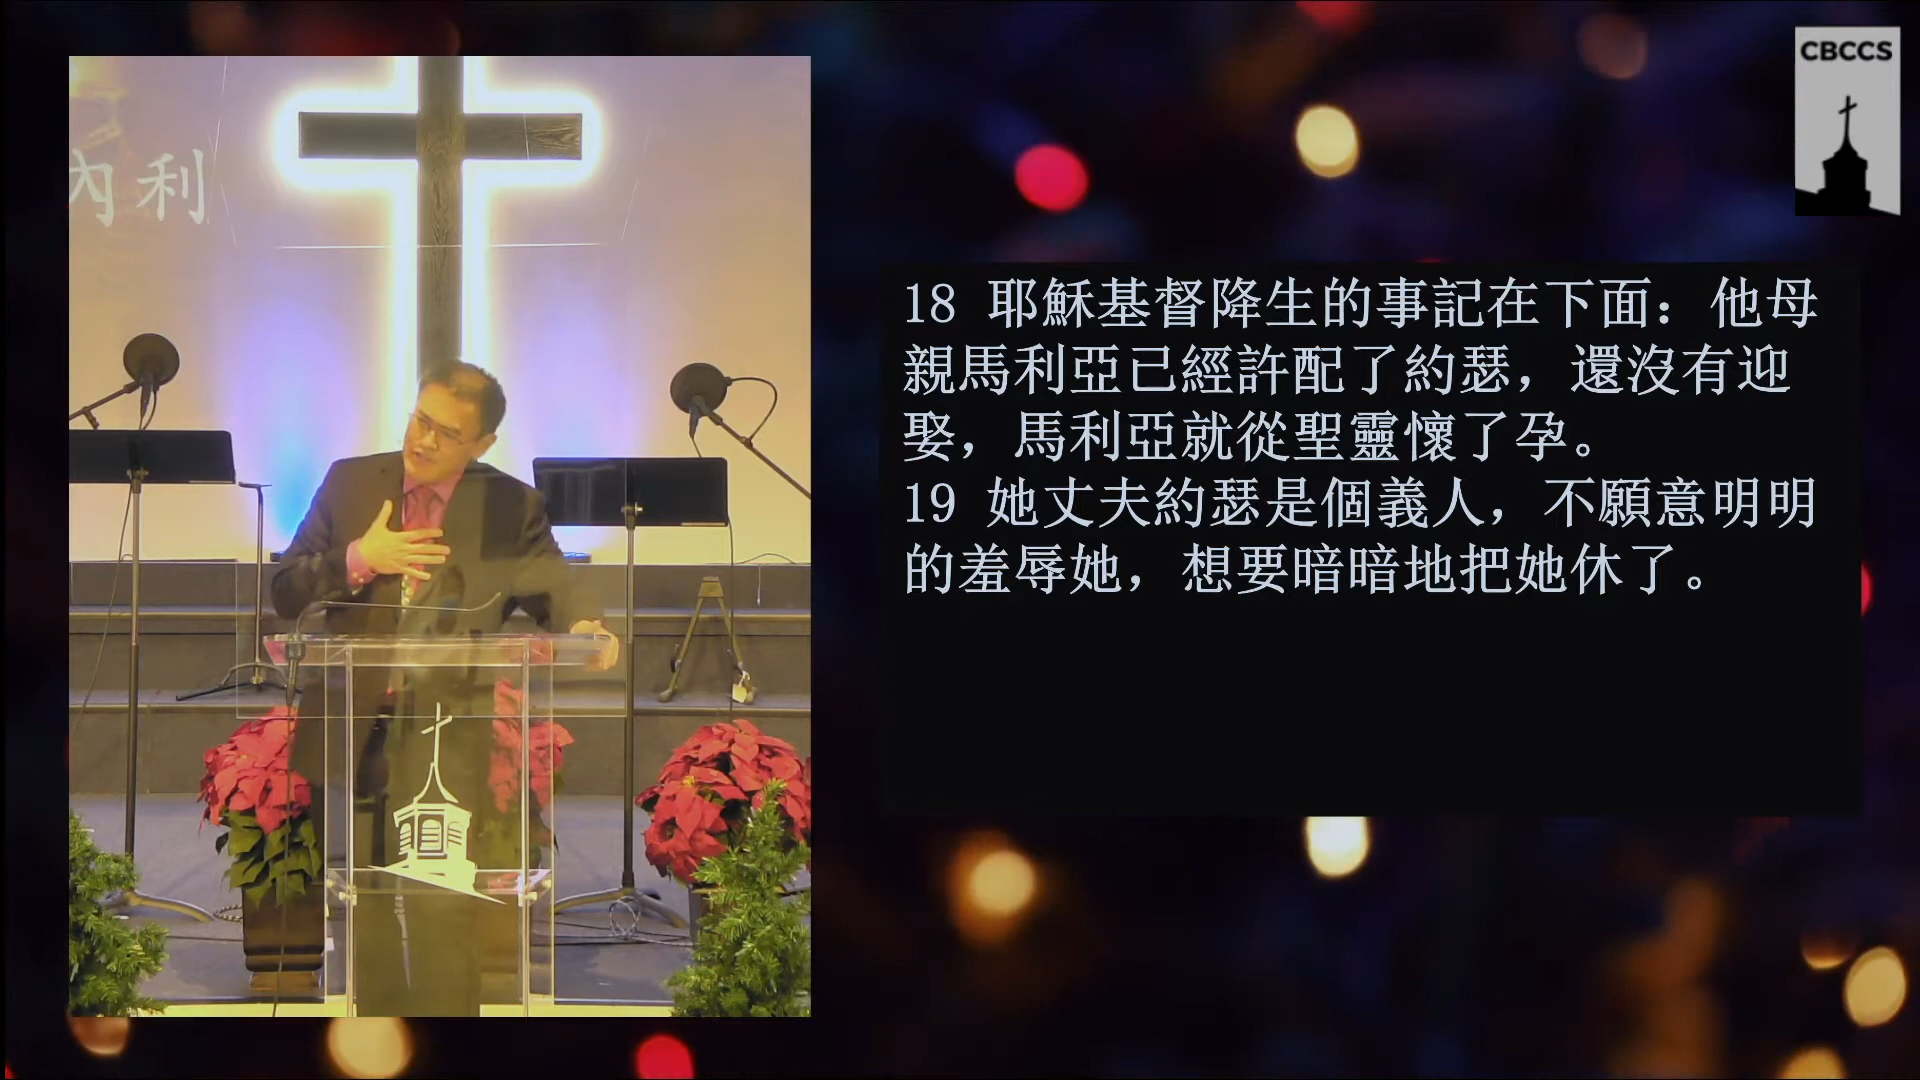 CBCCS
內利
18 耶穌基督降生的事記在下面：他母
親馬利亞已經許配了約瑟，還沒有迎
娶，馬利亞就從聖靈懷了孕。
19 她丈夫約瑟是個義人，不願意明明
的羞辱她，想要暗暗地把她休了。